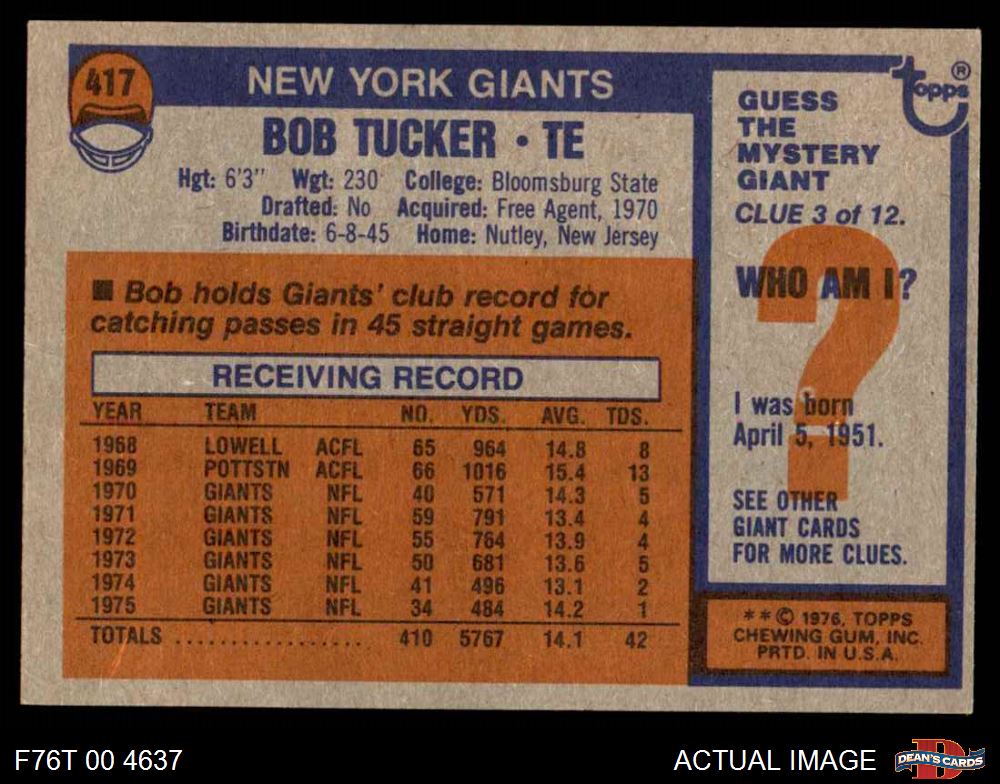 417
NEW YORK GIANTS
BOB TUCKER • TE
Hgt: 6'3" Wgt: 230 College: Bloomsburg State
Drafted: No Acquired: Free Agent, 1970
Birthdate: 6-8-45 Home: Nutley, New Jersey
■ Bob holds Giants' club record for
catching passes in 45 straight games.
RECEIVING RECORD
YEAR TEAM NO. YDS. AVG. TDS.
1968 LOWELL ACFL 65 964 14.8 8
1969 POTTSTN ACFL 66 1016 15.4 13
1970 GIANTS NFL 40 571 14.3 5
1971 GIANTS NFL 59 791 13.4 4
1972 GIANTS NFL 55 764 13.9 4
1973 GIANTS NFL 50 681 13.6 5
1974 GIANTS NFL 41 496 13.1 2
1975 GIANTS NFL 34 484 14.2 1
TOTALS .................. 410 5767 14.1 42
topps ®
GUESS
THE
MYSTERY
GIANT
CLUE 3 of 12.
?
WHO AM I?
I was born
April 5, 1951.
SEE OTHER
GIANT CARDS
FOR MORE CLUES.
** © 1976, TOPPS
CHEWING GUM, INC.
PRTD. IN U.S.A.
F76T 00 4637
ACTUAL IMAGE
D
DEAN'S CARDS